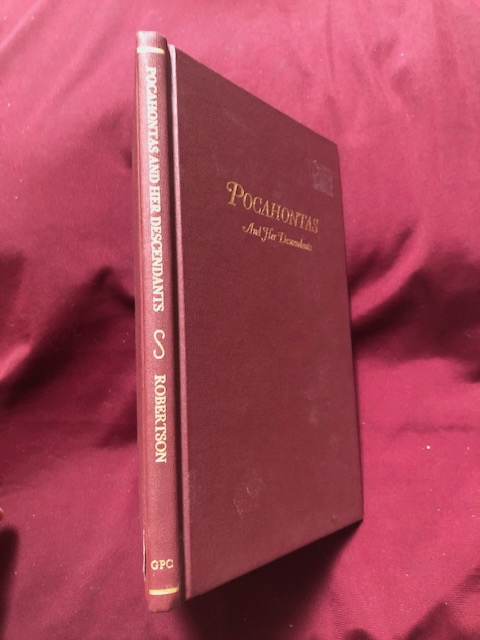 POCAHONTAS AND HER DESCENDANTS ROBERTSON
GPC
POCAHONTAS
And Her Descendants